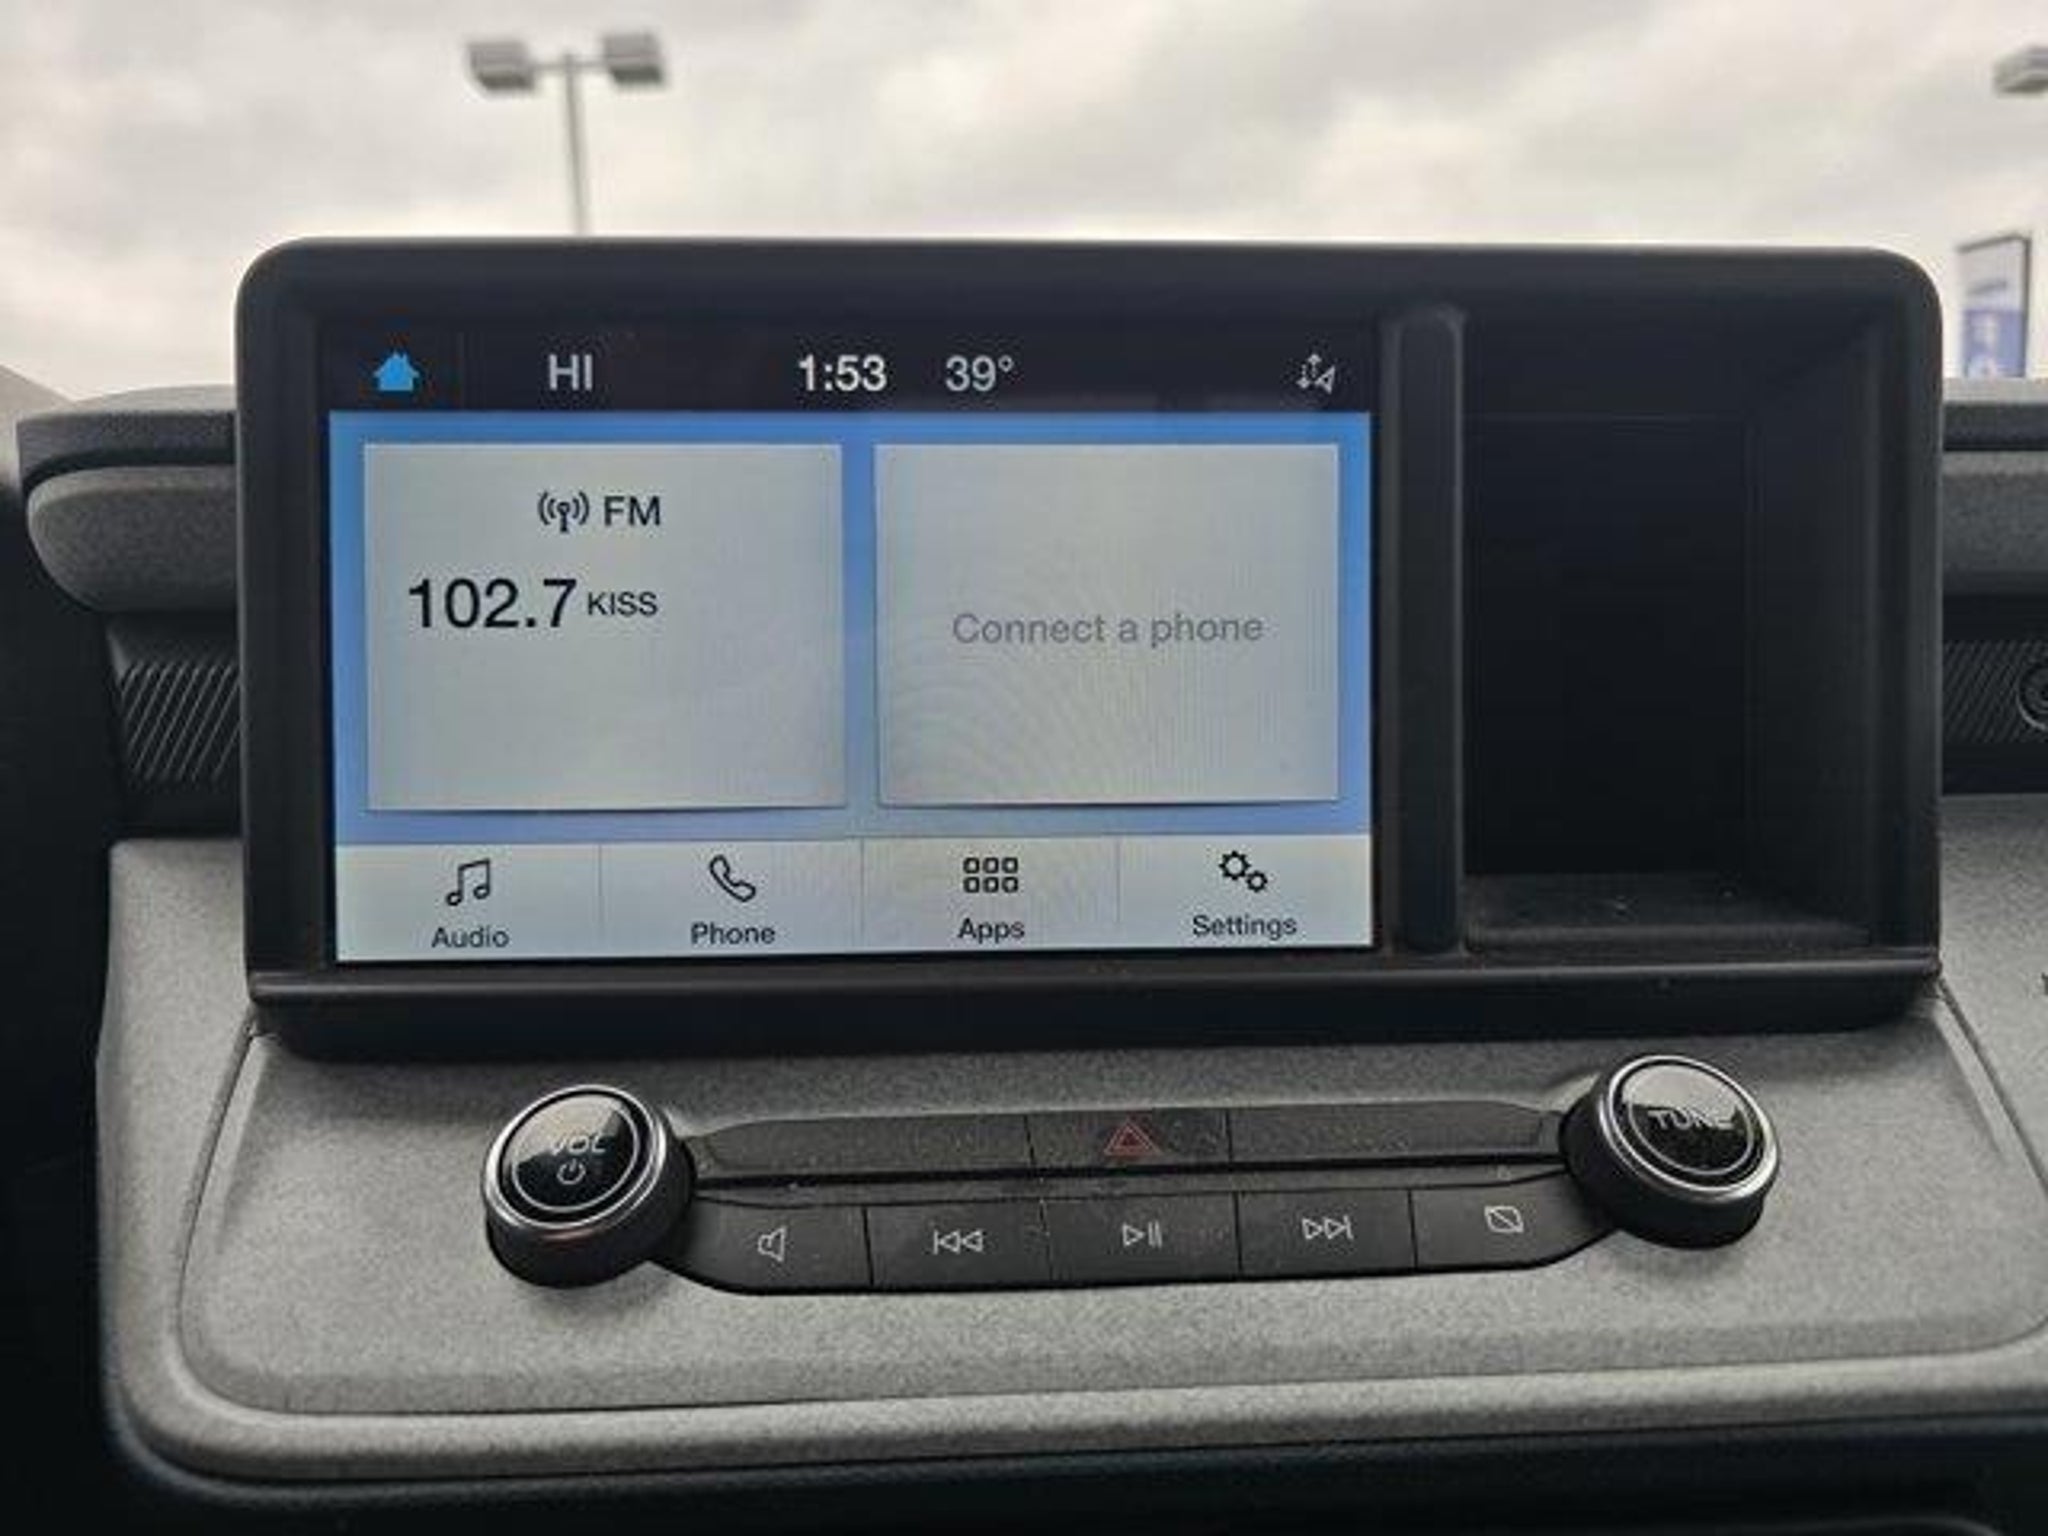 HI 1:53 39°
FM
102.7 KISS
Connect a phone
Audio Phone Apps Settings
VOL
TUNE